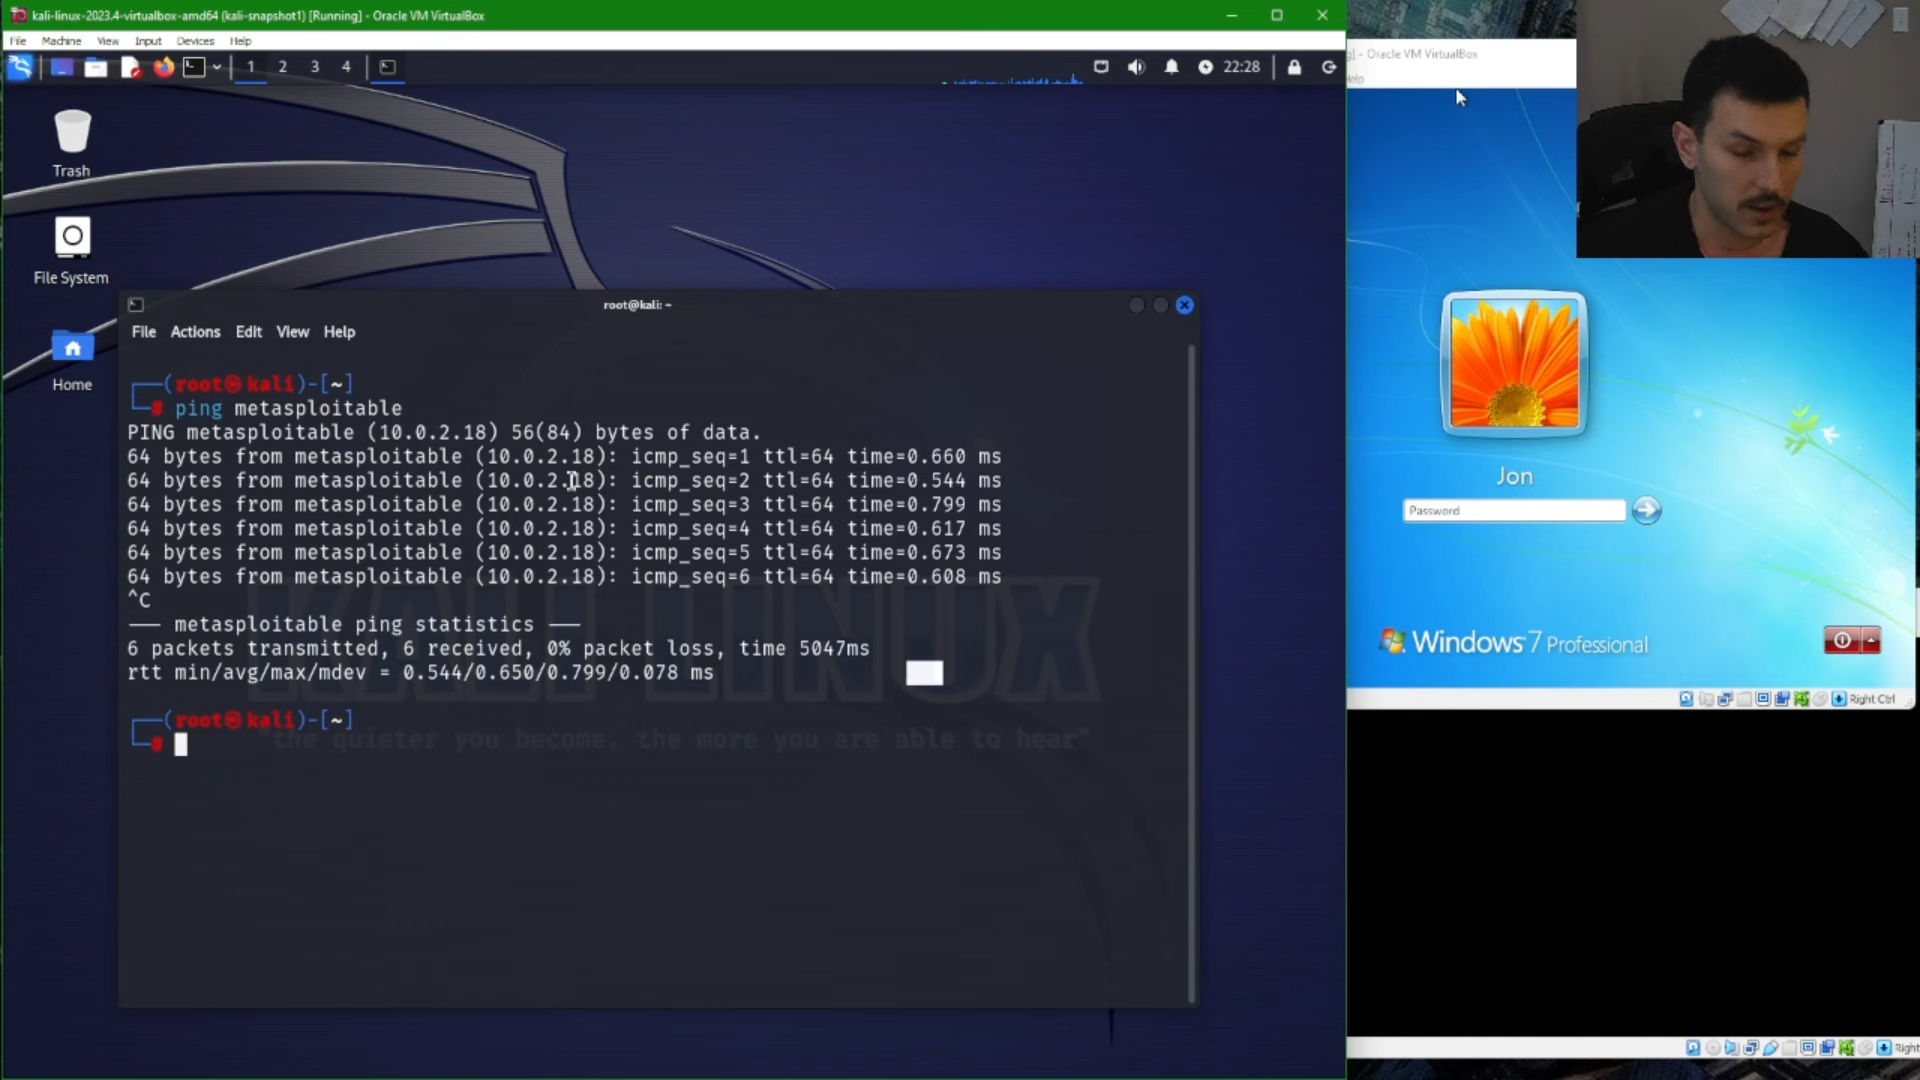 kali-linux-2023.4-virtualbox-amd64 (kali-snapshot1) [Running] - Oracle VM VirtualBox
File Machine View Input Devices Help
1 2 3 4
22:28
Trash
File System
Home
root@kali: ~
File Actions Edit View Help
┌──(root㉿kali)-[~]
└─# ping metasploitable
PING metasploitable (10.0.2.18) 56(84) bytes of data.
64 bytes from metasploitable (10.0.2.18): icmp_seq=1 ttl=64 time=0.660 ms
64 bytes from metasploitable (10.0.2.18): icmp_seq=2 ttl=64 time=0.544 ms
64 bytes from metasploitable (10.0.2.18): icmp_seq=3 ttl=64 time=0.799 ms
64 bytes from metasploitable (10.0.2.18): icmp_seq=4 ttl=64 time=0.617 ms
64 bytes from metasploitable (10.0.2.18): icmp_seq=5 ttl=64 time=0.673 ms
64 bytes from metasploitable (10.0.2.18): icmp_seq=6 ttl=64 time=0.608 ms
^C
── metasploitable ping statistics ──
6 packets transmitted, 6 received, 0% packet loss, time 5047ms
rtt min/avg/max/mdev = 0.544/0.650/0.799/0.078 ms
┌──(root㉿kali)-[~]
└─#
KALI LINUX
"the quieter you become, the more you are able to hear"
] - Oracle VM VirtualBox
Help
Jon
Password
Windows 7 Professional
Right Ctrl
Right